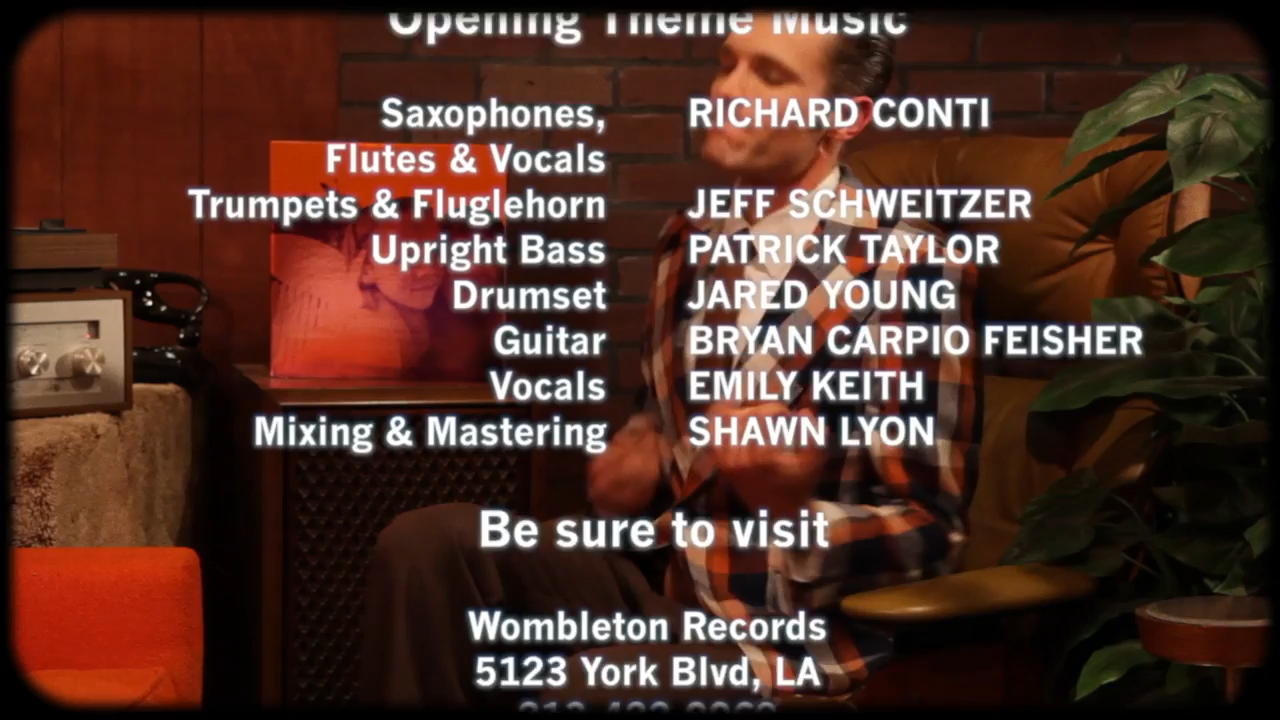 Opening Theme Music
Saxophones, RICHARD CONTI
Flutes & Vocals
Trumpets & Fluglehorn JEFF SCHWEITZER
Upright Bass PATRICK TAYLOR
Drumset JARED YOUNG
Guitar BRYAN CARPIO FEISHER
Vocals EMILY KEITH
Mixing & Mastering SHAWN LYON
Be sure to visit
Wombleton Records
5123 York Blvd, LA